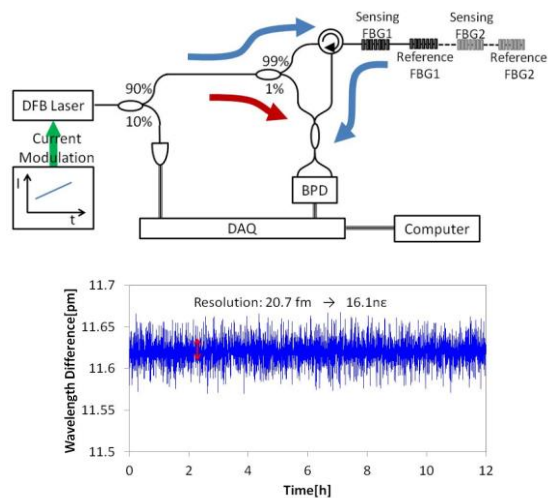 Sensing
FBG1
Sensing
FBG2
99%
1%
Reference
FBG1
Reference
FBG2
90%
10%
DFB Laser
Current
Modulation
I
t
BPD
DAQ
Computer
11.7
11.65
11.6
11.55
11.5
Wavelength Difference[pm]
Resolution: 20.7 fm → 16.1nε
0 2 4 6 8 10 12
Time[h]